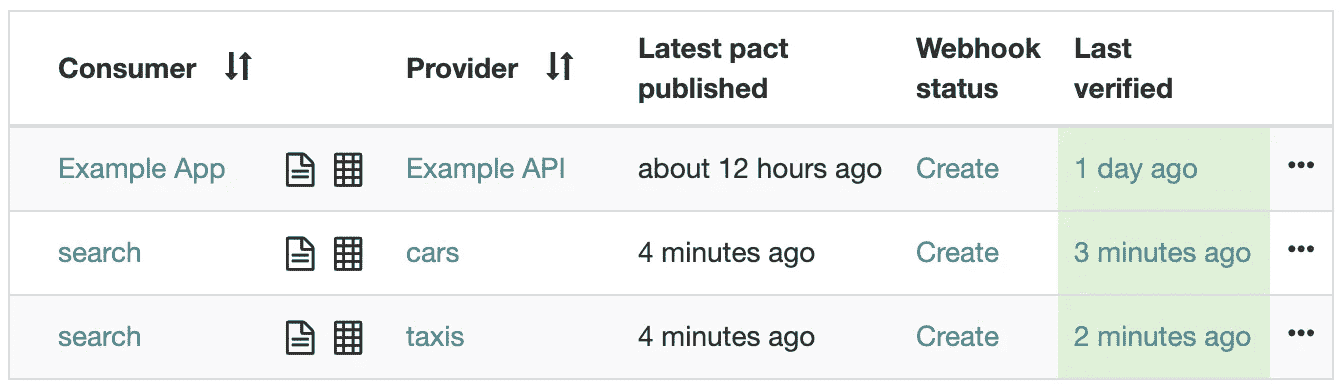 Consumer Provider Latest pact published Webhook status Last verified
Example App Example API about 12 hours ago Create 1 day ago ...
search cars 4 minutes ago Create 3 minutes ago ...
search taxis 4 minutes ago Create 2 minutes ago ...